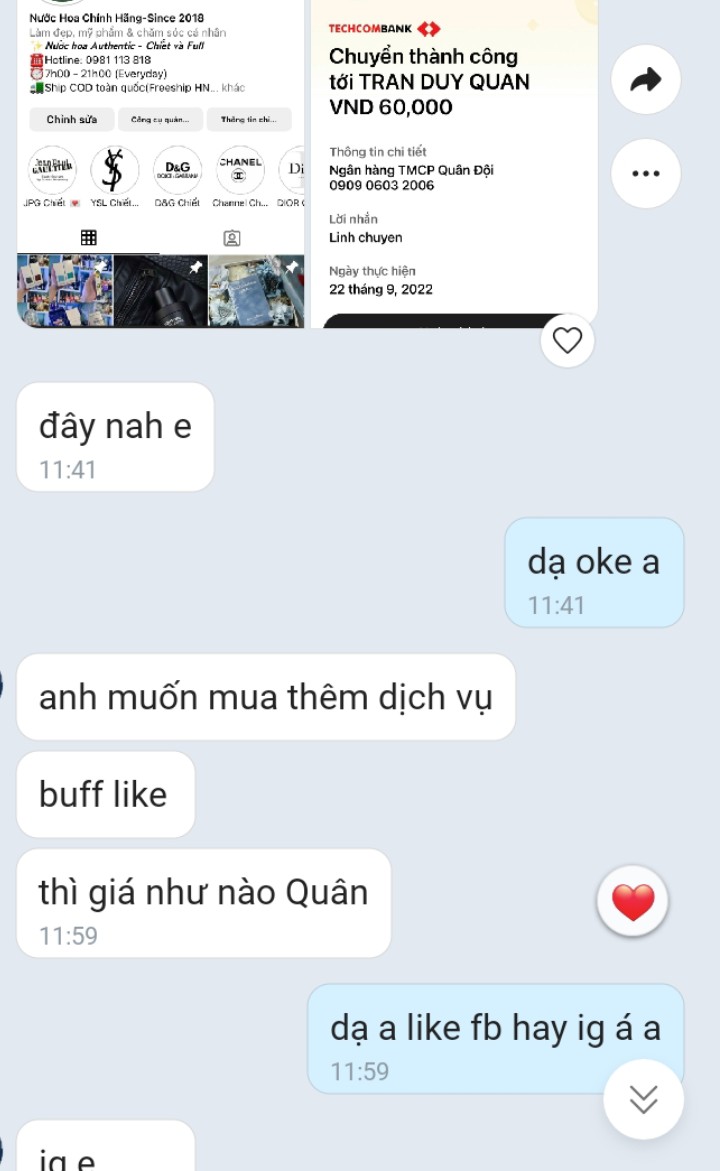 Nước Hoa Chính Hãng-Since 2018
Làm đẹp, mỹ phẩm & chăm sóc cá nhân
✨ Nước hoa Authentic - Chiết và Full
☎️Hotline: 0981 113 818
⏰7h00 - 21h00 (Everyday)
🚛Ship COD toàn quốc(Freeship HN... khác
Chỉnh sửa
Công cụ quản...
Thông tin chi...
Jean Paul
GAULTIER
D&G
DOLCE & GABBANA
CHANEL
Di
JPG Chiết 💌
YSL Chiết...
D&G Chiết
Channel Ch...
DIOR C
TECHCOMBANK
Chuyển thành công
tới TRAN DUY QUAN
VND 60,000
Thông tin chi tiết
Ngân hàng TMCP Quân Đội
0909 0603 2006
Lời nhắn
Linh chuyen
Ngày thực hiện
22 tháng 9, 2022
đây nah e
11:41
dạ oke a
11:41
anh muốn mua thêm dịch vụ
buff like
thì giá như nào Quân
11:59
dạ a like fb hay ig á a
11:59
ig e